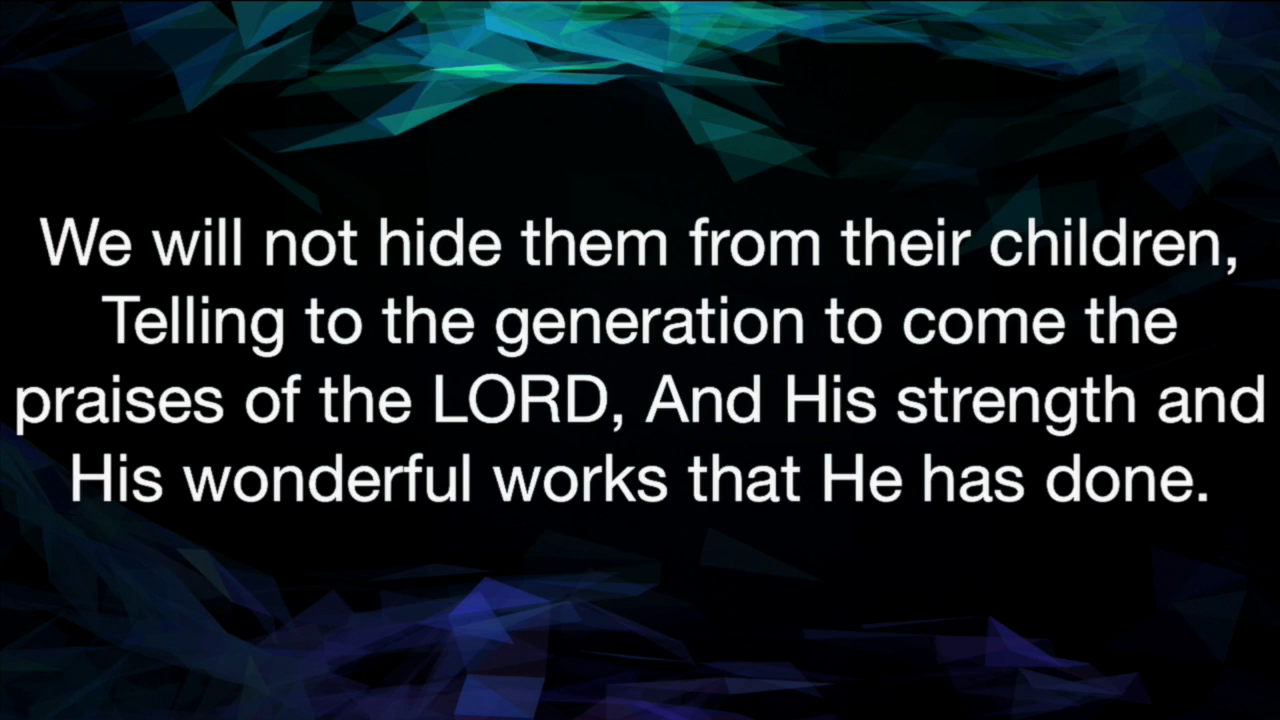 We will not hide them from their children,
Telling to the generation to come the
praises of the LORD, And His strength and
His wonderful works that He has done.